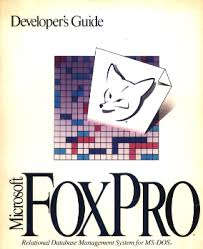 Developer's Guide
Microsoft
FOXPRO
Relational Database Management System for MS-DOS®